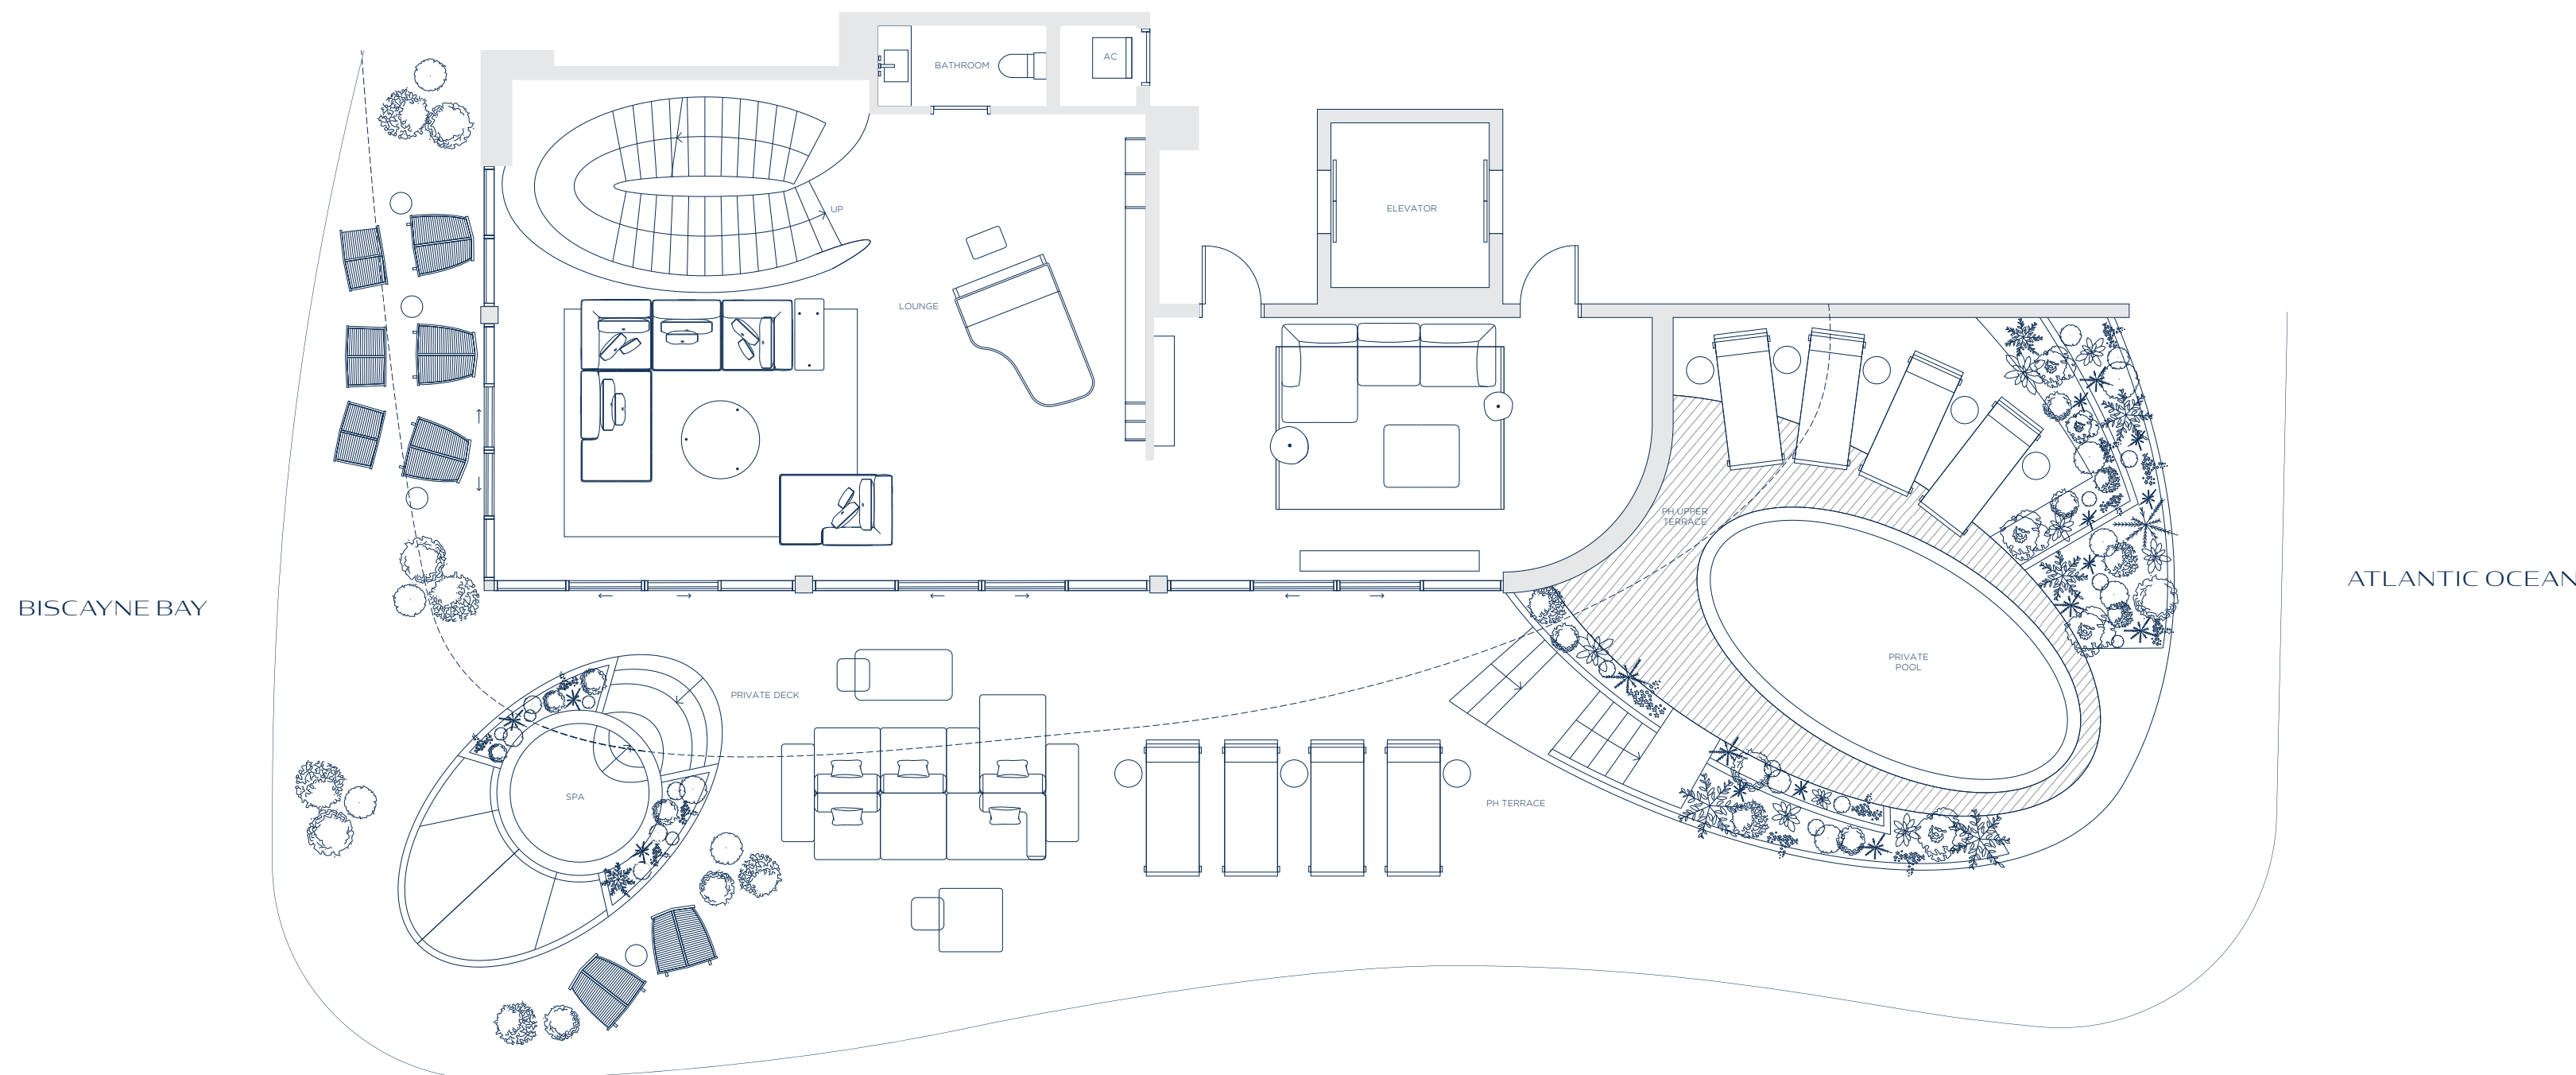 BATHROOM
AC
UP
ELEVATOR
LOUNGE
PH UPPER
TERRACE
BISCAYNE BAY
ATLANTIC OCEAN
PRIVATE
POOL
PRIVATE DECK
SPA
PH TERRACE